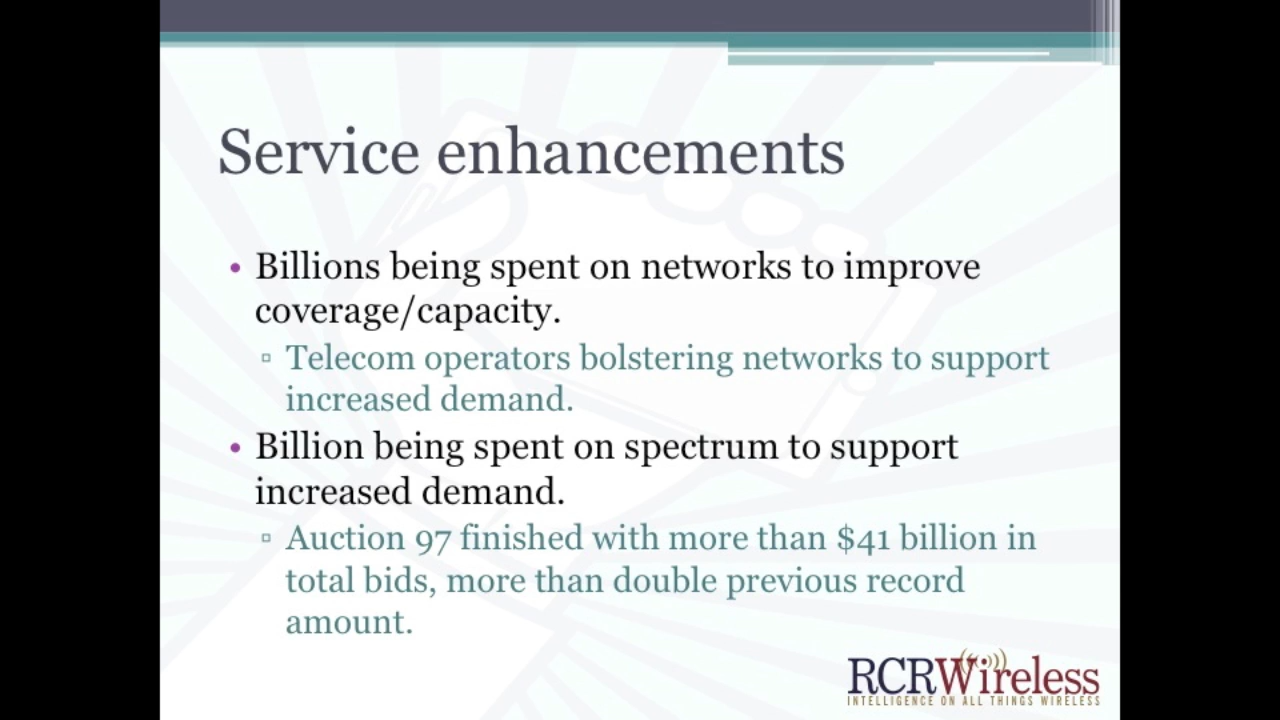 Service enhancements
• Billions being spent on networks to improve
coverage/capacity.
▫ Telecom operators bolstering networks to support
increased demand.
• Billion being spent on spectrum to support
increased demand.
▫ Auction 97 finished with more than $41 billion in
total bids, more than double previous record
amount.
RCRWireless
INTELLIGENCE ON ALL THINGS WIRELESS